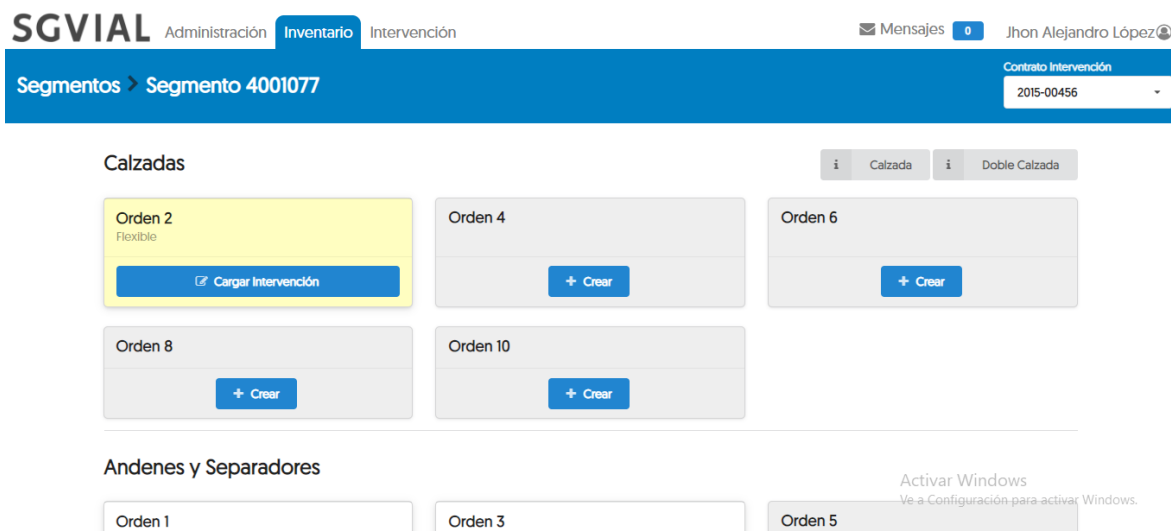 SGVIAL Administración Inventario Intervención Mensajes 0 Jhon Alejandro López
Segmentos > Segmento 4001077
Contrato Intervención
2015-00456
Calzadas
i Calzada i Doble Calzada
Orden 2
Flexible
Cargar Intervención
Orden 4
+ Crear
Orden 6
+ Crear
Orden 8
+ Crear
Orden 10
+ Crear
Andenes y Separadores
Orden 1
Orden 3
Orden 5
Activar Windows
Ve a Configuración para activar Windows.